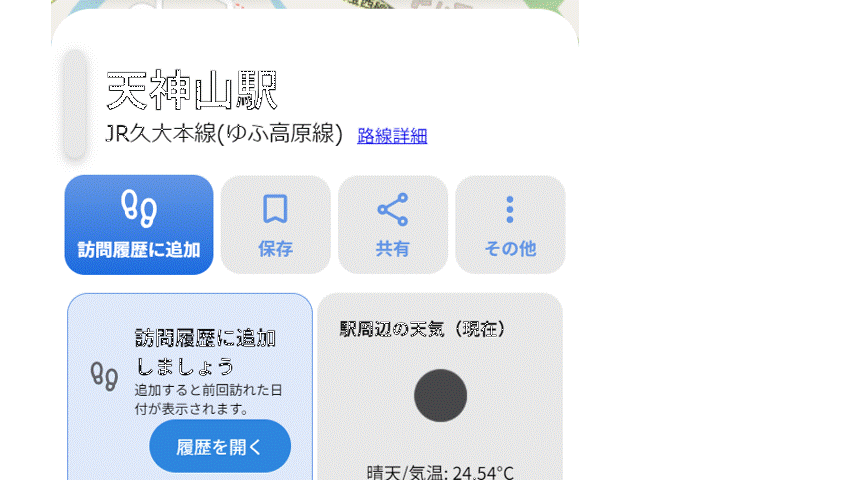 天神山駅
JR久大本線(ゆふ高原線) 路線詳細
訪問履歴に追加
保存
共有
その他
訪問履歴に追加
しましょう
追加すると前回訪れた日
付が表示されます。
履歴を開く
駅周辺の天気（現在）
晴天/気温: 24.54°C